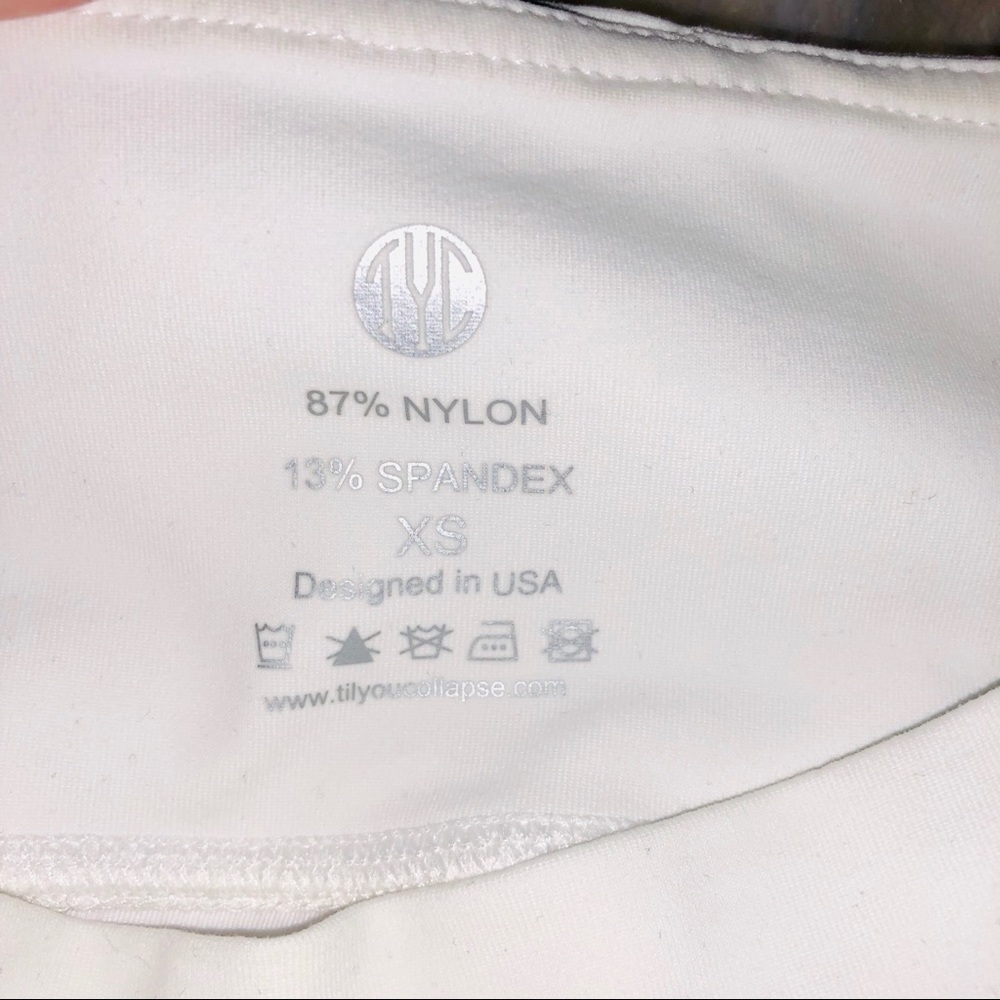 TYC
87% NYLON
13% SPANDEX
XS
Designed in USA
www.tilyoucollapse.com